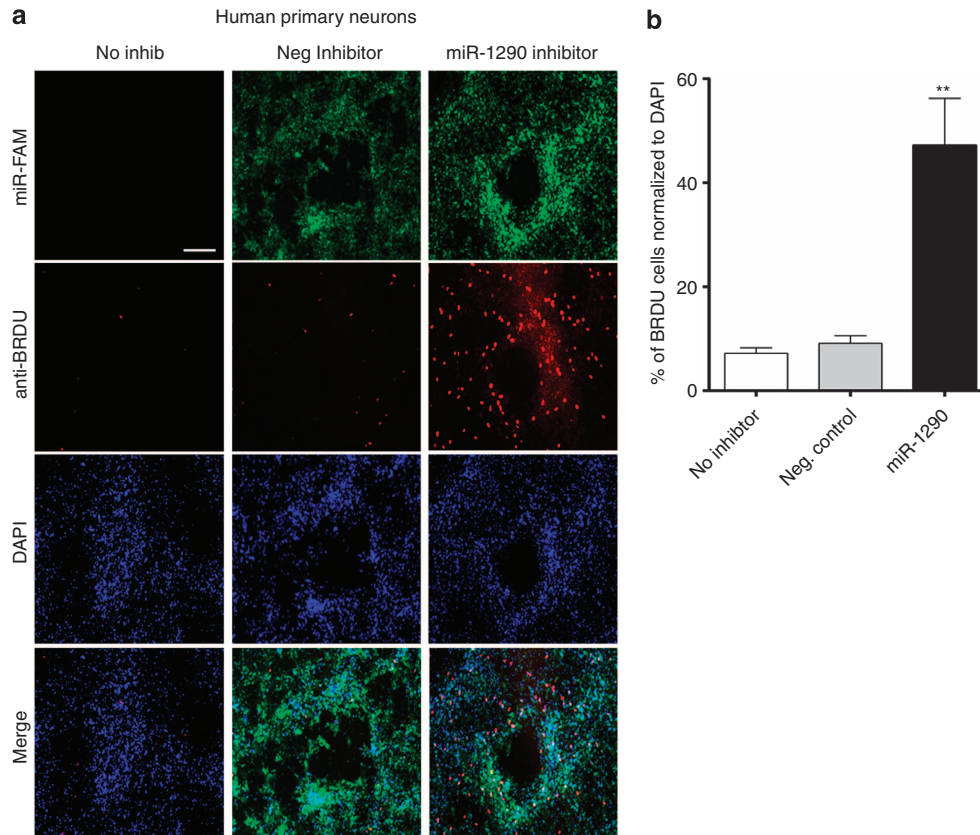 a
Human primary neurons
No inhib
Neg Inhibitor
miR-1290 inhibitor
miR-FAM
anti-BRDU
DAPI
Merge
b
% of BRDU cells normalized to DAPI
60
40
20
0
**
No inhibtor
Neg. control
miR-1290